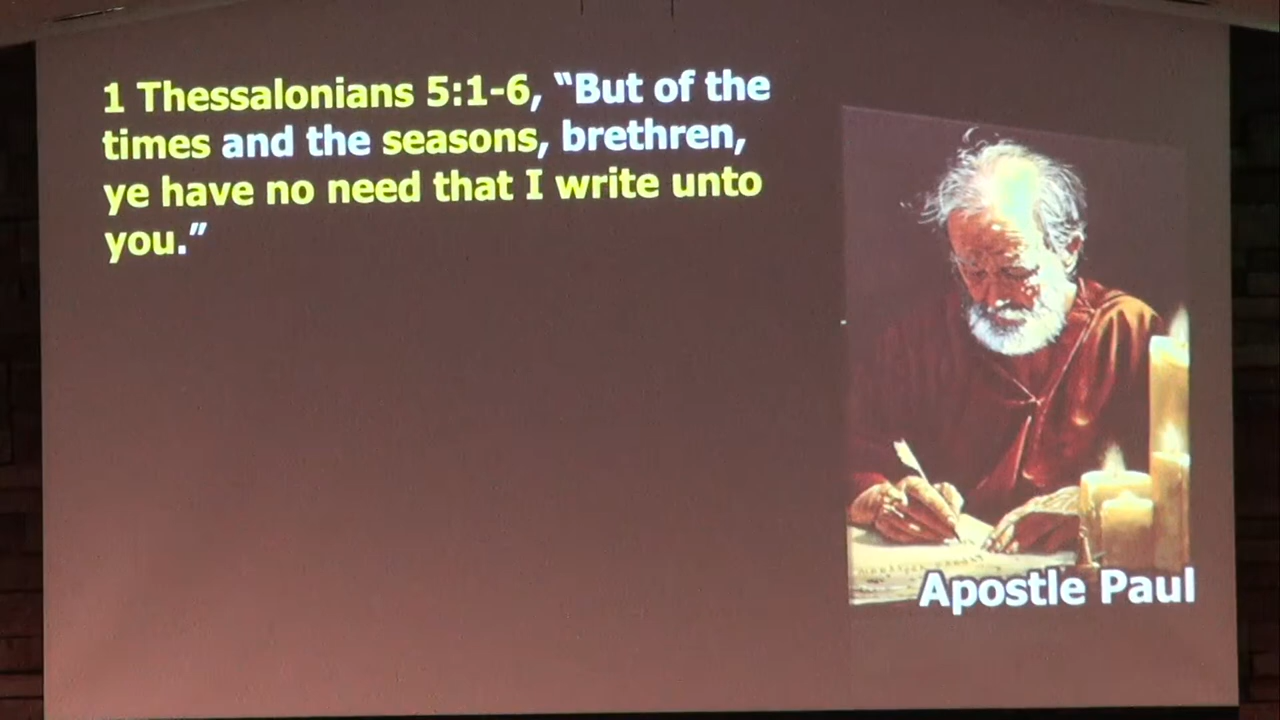 1 Thessalonians 5:1-6, “But of the
times and the seasons, brethren,
ye have no need that I write unto
you.”
Apostle Paul